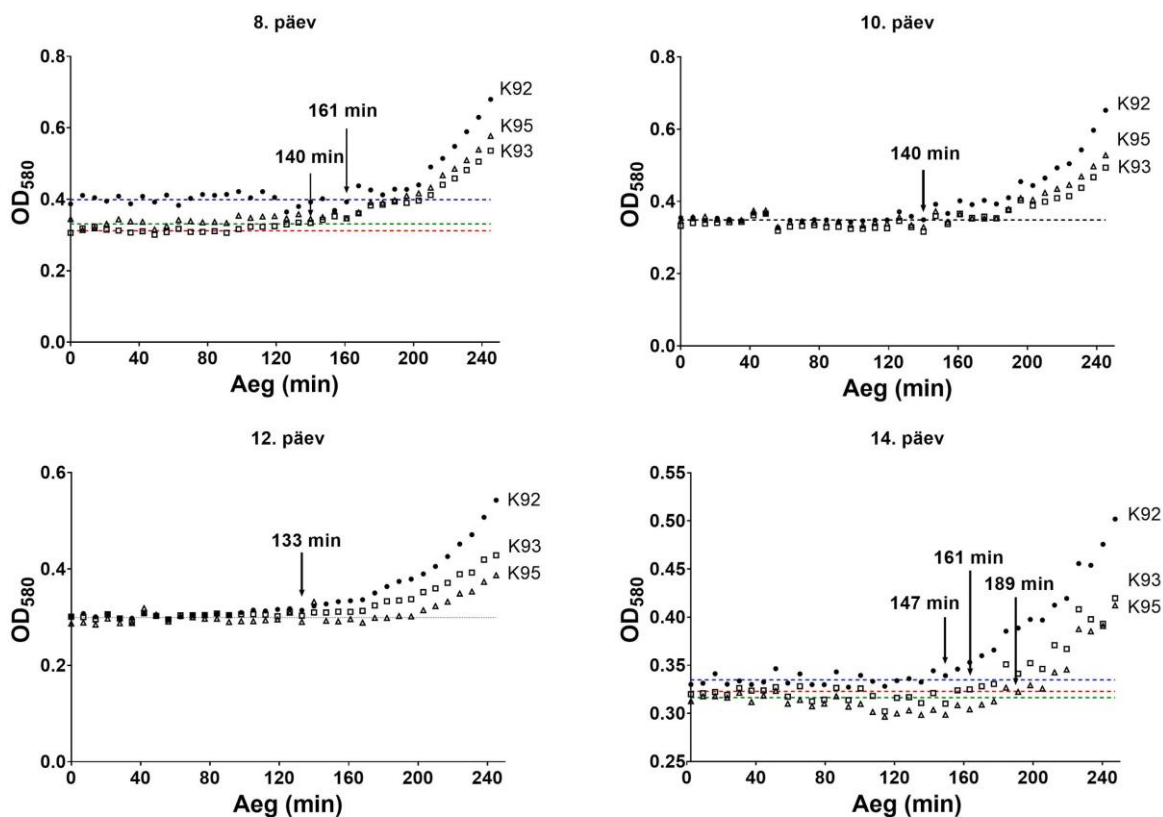 8. päev
0.8
0.6
0.4
0.2
0.0
OD580
0
40
80
120
160
200
240
Aeg (min)
161 min
140 min
K92
K95
K93
10. päev
0.8
0.6
0.4
0.2
0.0
OD580
0
40
80
120
160
200
240
Aeg (min)
140 min
K92
K95
K93
12. päev
0.6
0.4
0.2
0.0
OD580
0
40
80
120
160
200
240
Aeg (min)
133 min
K92
K93
K95
14. päev
0.55
0.50
0.45
0.40
0.35
0.30
0.25
OD580
0
40
80
120
160
200
240
Aeg (min)
161 min
189 min
147 min
K92
K93
K95